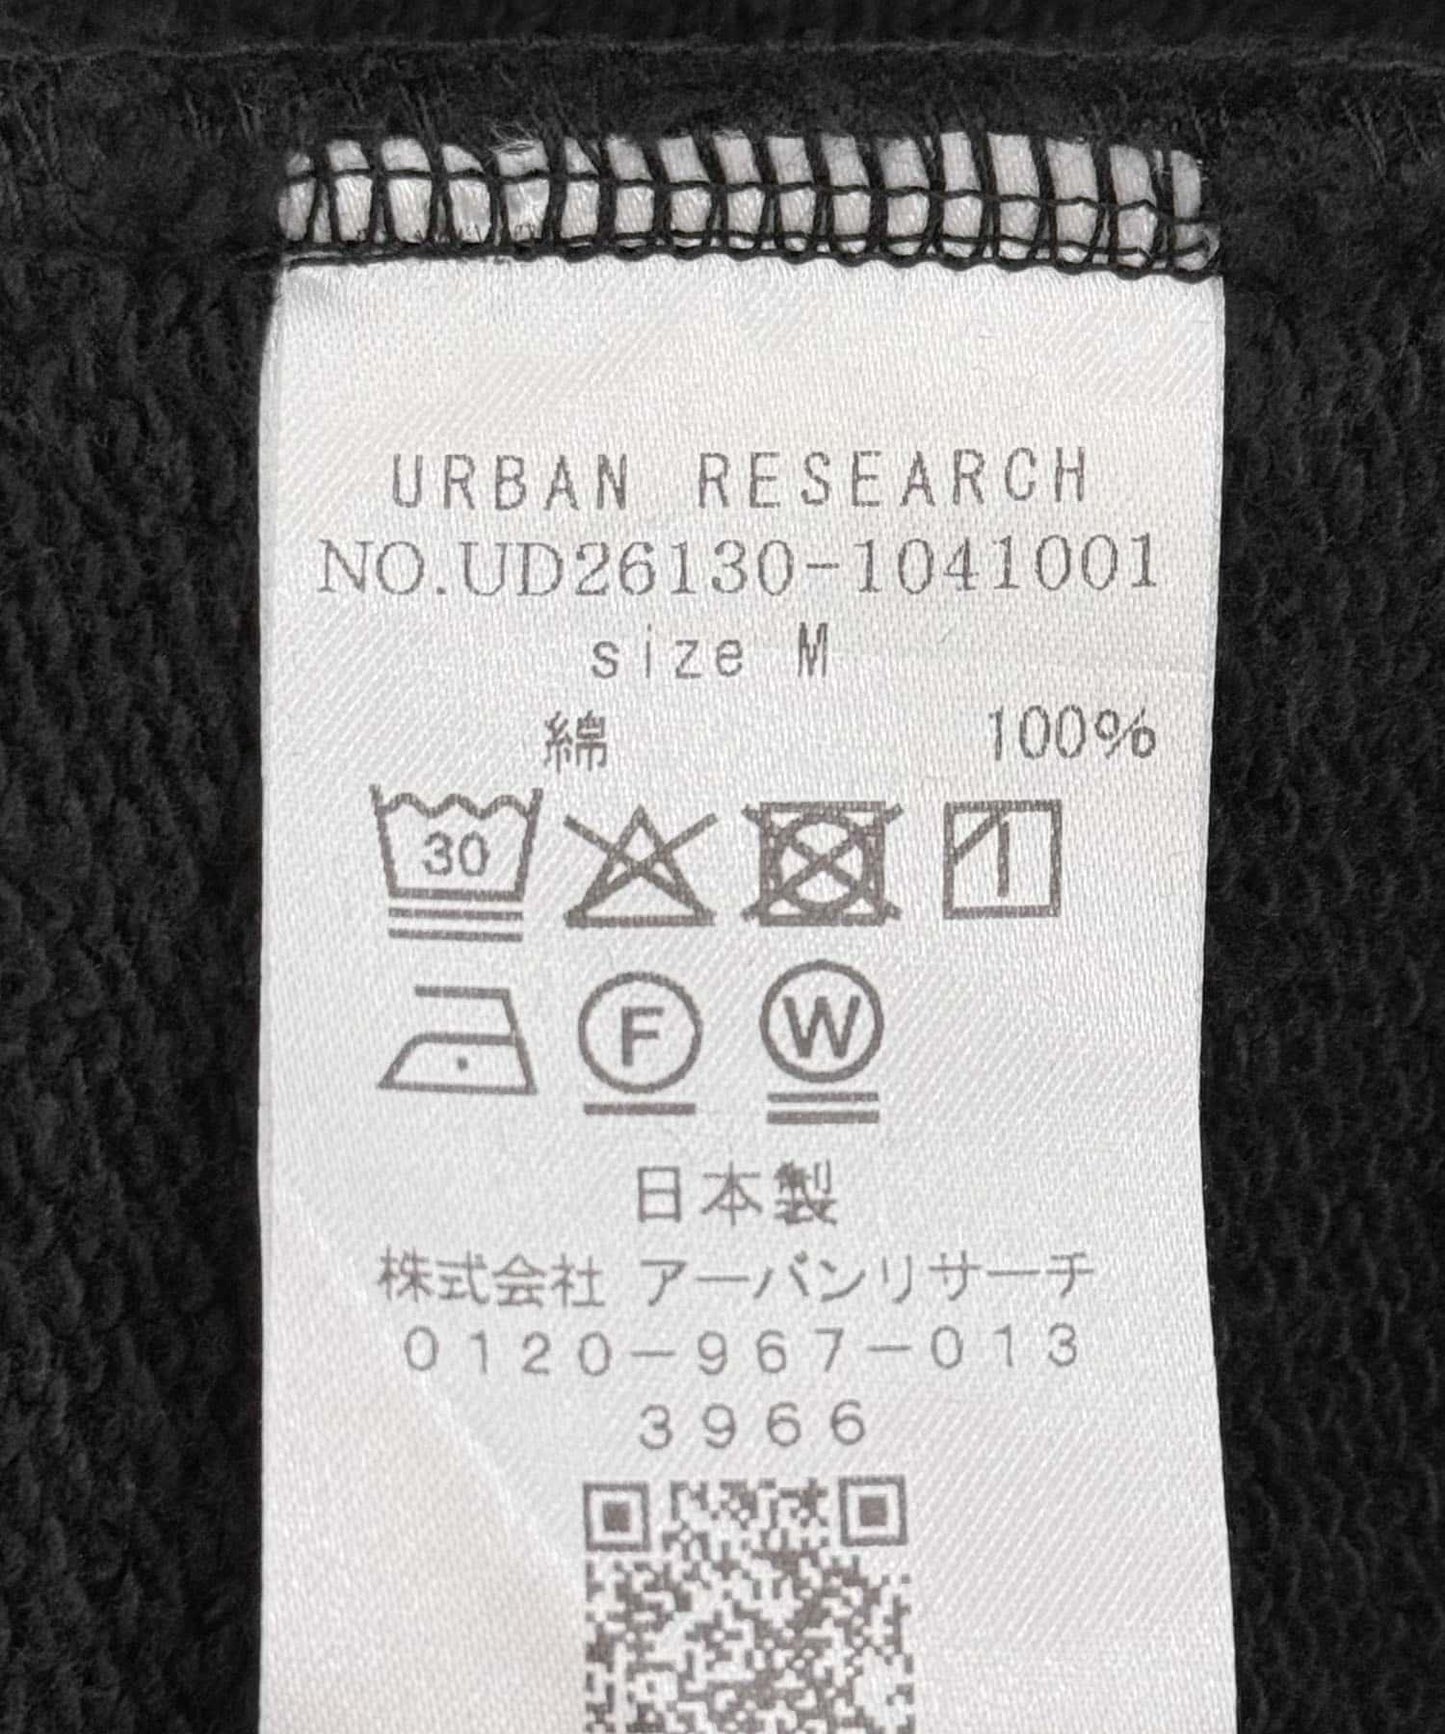 URBAN RESEARCH
NO.UD26130-1041001
size M
綿 100%
30
F W
日本製
株式会社 アーバンリサーチ
0120-967-013
3966